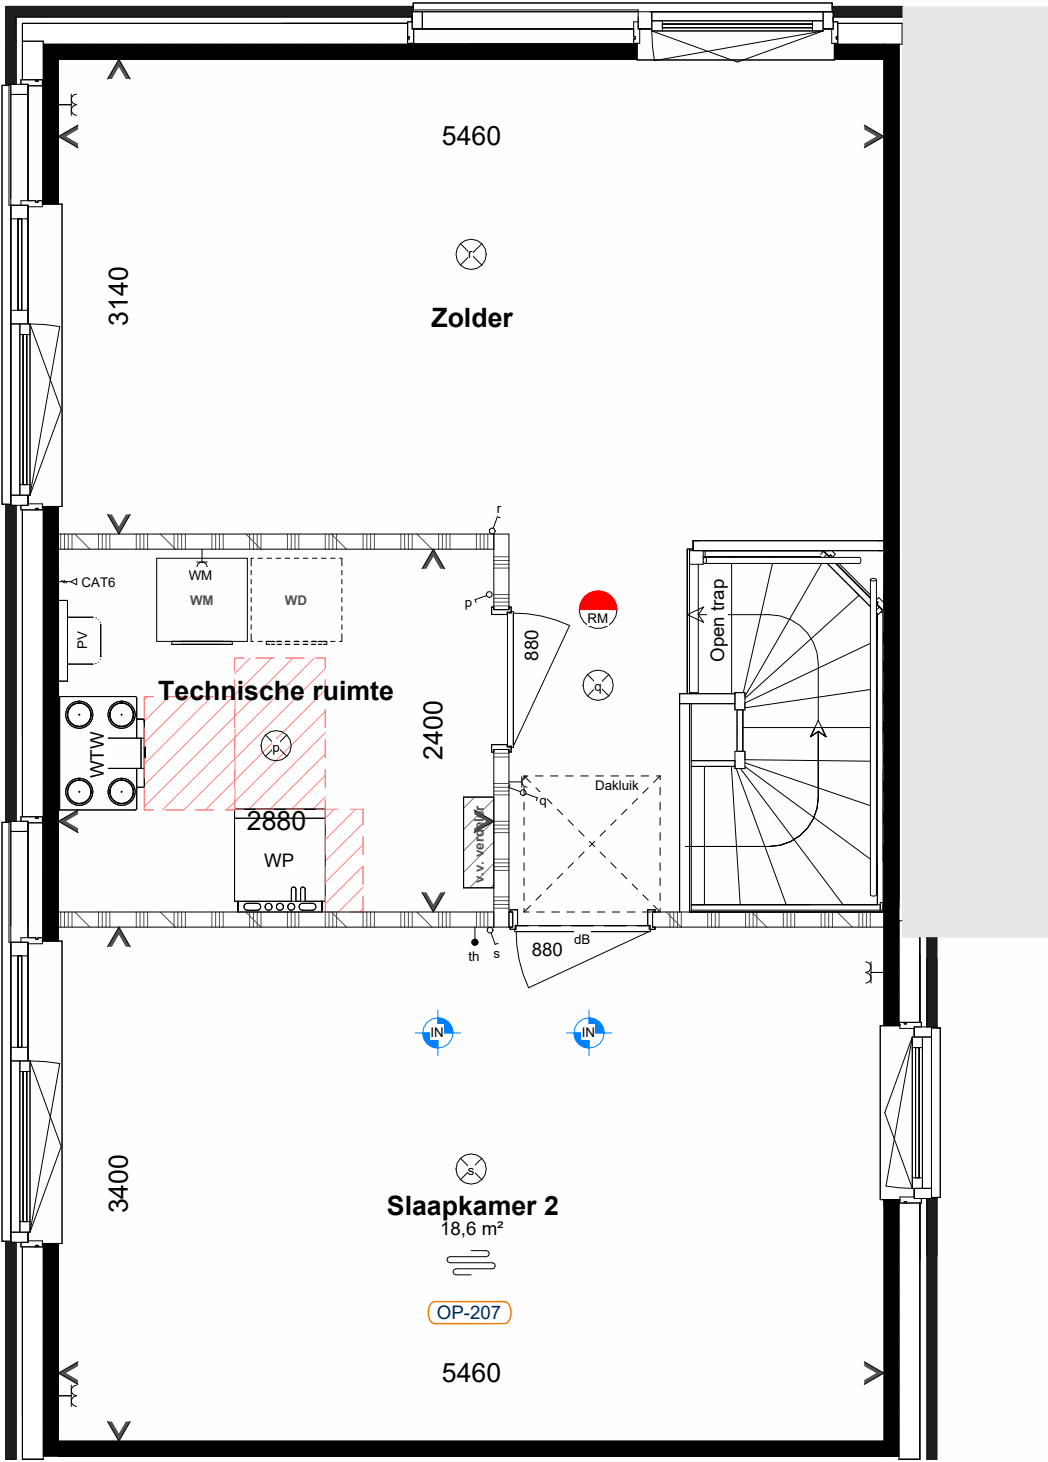 5460
r
3140
Zolder
r
CAT6
WM
WM
WD
p
RM
880
Open trap
PV
q
Technische ruimte
2400
p
WTW
Dakluik
q
2880
v.v. verdeler
WP
dB
880
th
s
IN
IN
s
3400
Slaapkamer 2
18,6 m²
OP-207
5460